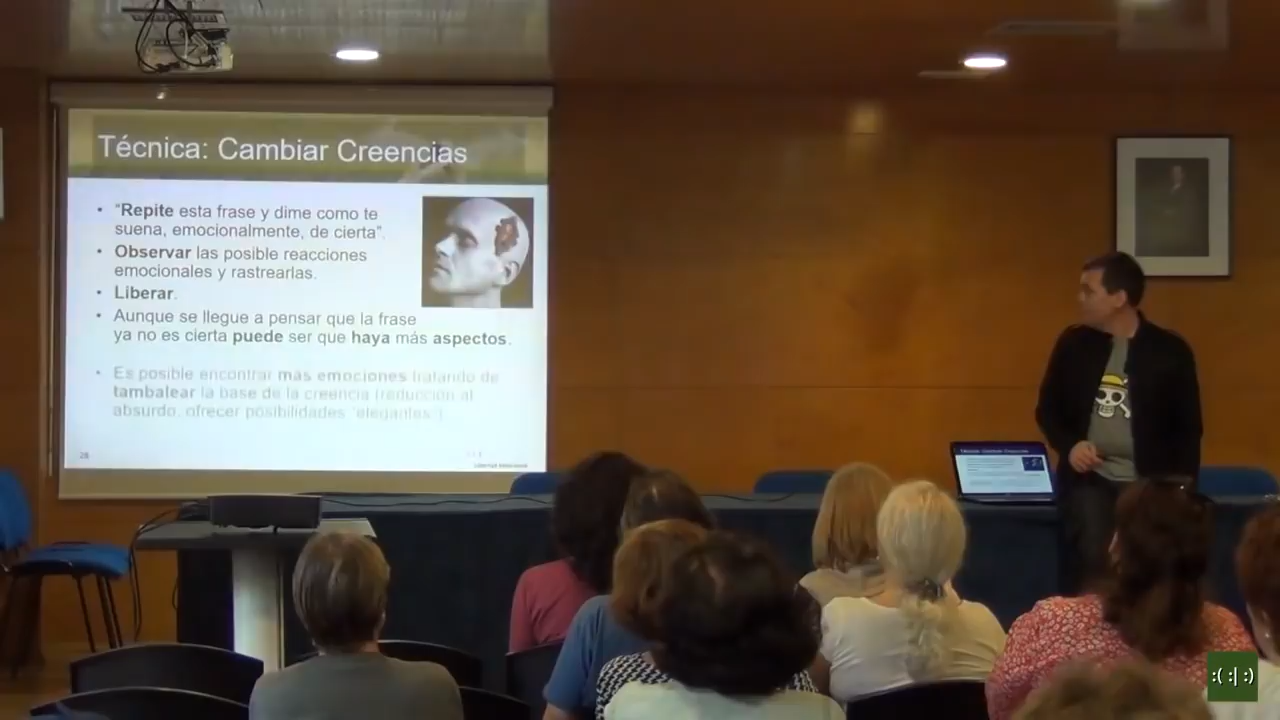 Técnica: Cambiar Creencias
• “Repite esta frase y dime como te
suena, emocionalmente, de cierta”.
• Observar las posible reacciones
emocionales y rastrearlas.
• Liberar.
• Aunque se llegue a pensar que la frase
ya no es cierta puede ser que haya más aspectos.
• Es posible encontrar más emociones tratando de
tambalear la base de la creencia (reducción al
absurdo, ofrecer posibilidades “elegantes”)
28
:( :| :)